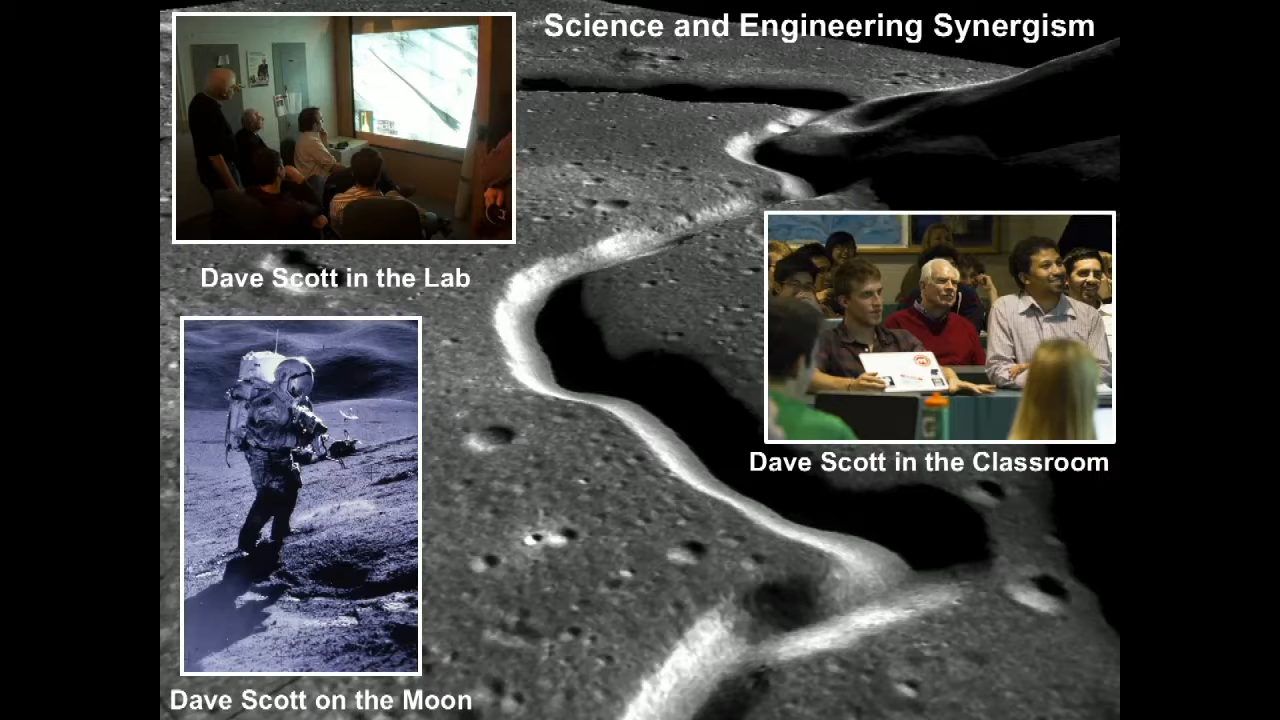 Science and Engineering Synergism
Dave Scott in the Lab
Dave Scott in the Classroom
Dave Scott on the Moon